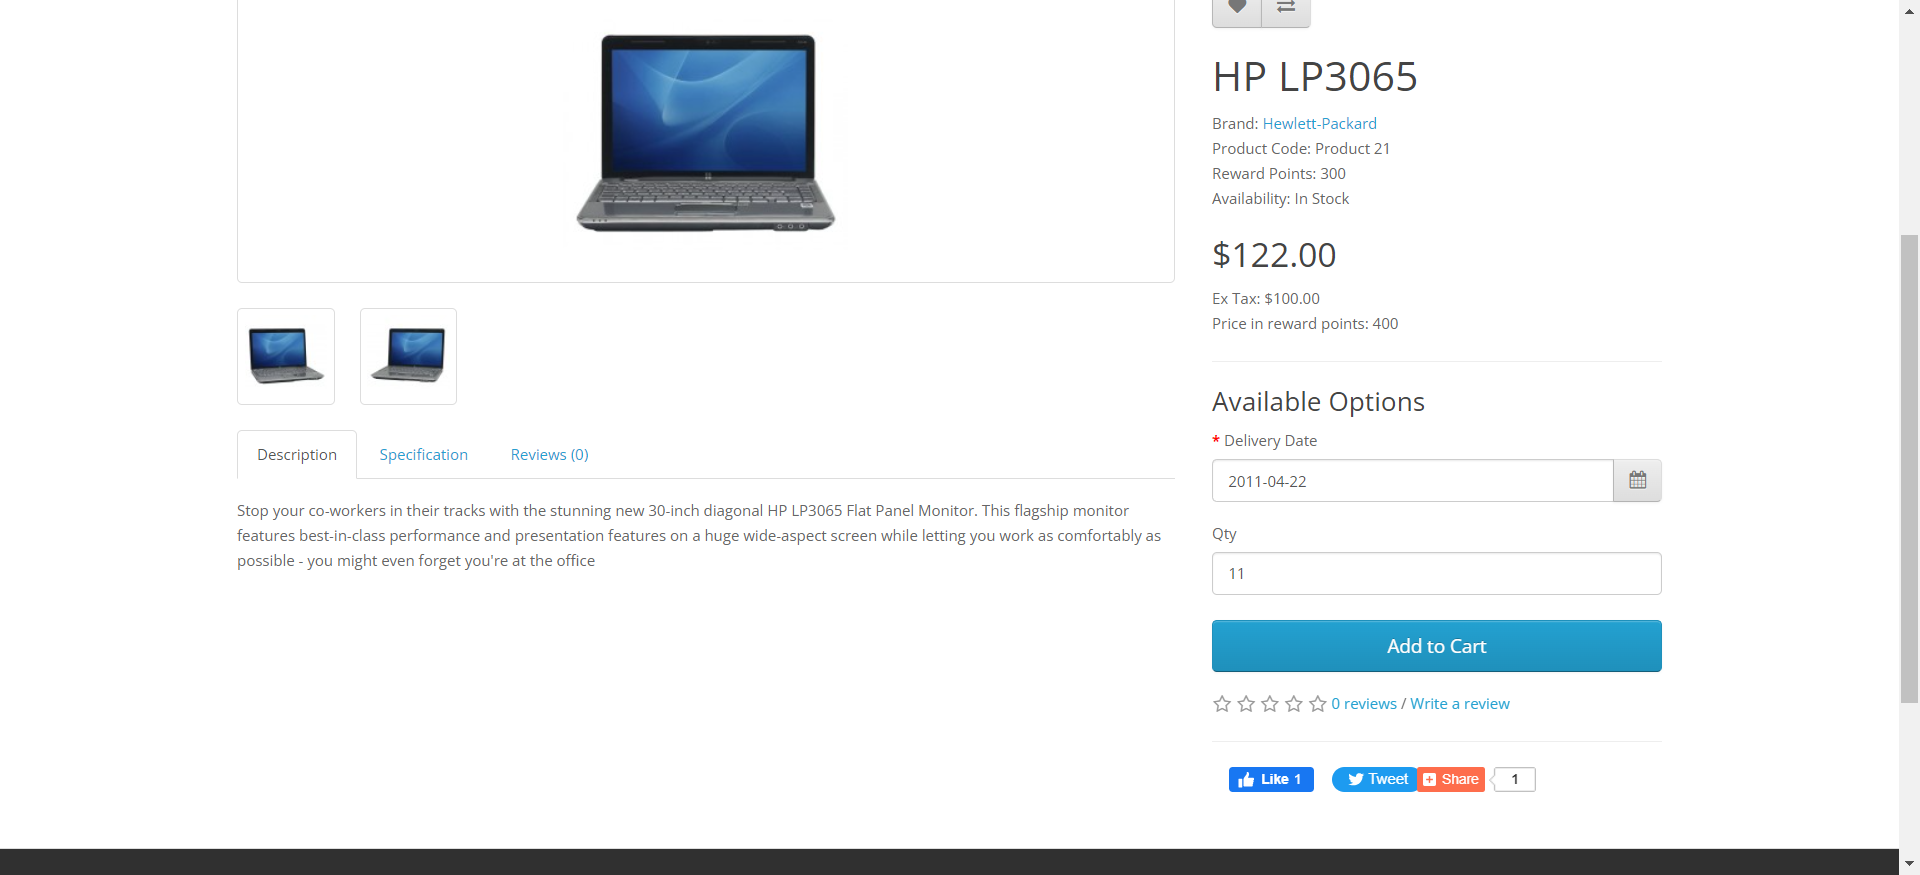 HP LP3065
Brand: Hewlett-Packard
Product Code: Product 21
Reward Points: 300
Availability: In Stock
$122.00
Ex Tax: $100.00
Price in reward points: 400
Available Options
* Delivery Date
2011-04-22
Qty
11
Add to Cart
0 reviews / Write a review
Like 1
Tweet
Share
1
Description
Specification
Reviews (0)
Stop your co-workers in their tracks with the stunning new 30-inch diagonal HP LP3065 Flat Panel Monitor. This flagship monitor
features best-in-class performance and presentation features on a huge wide-aspect screen while letting you work as comfortably as
possible - you might even forget you're at the office